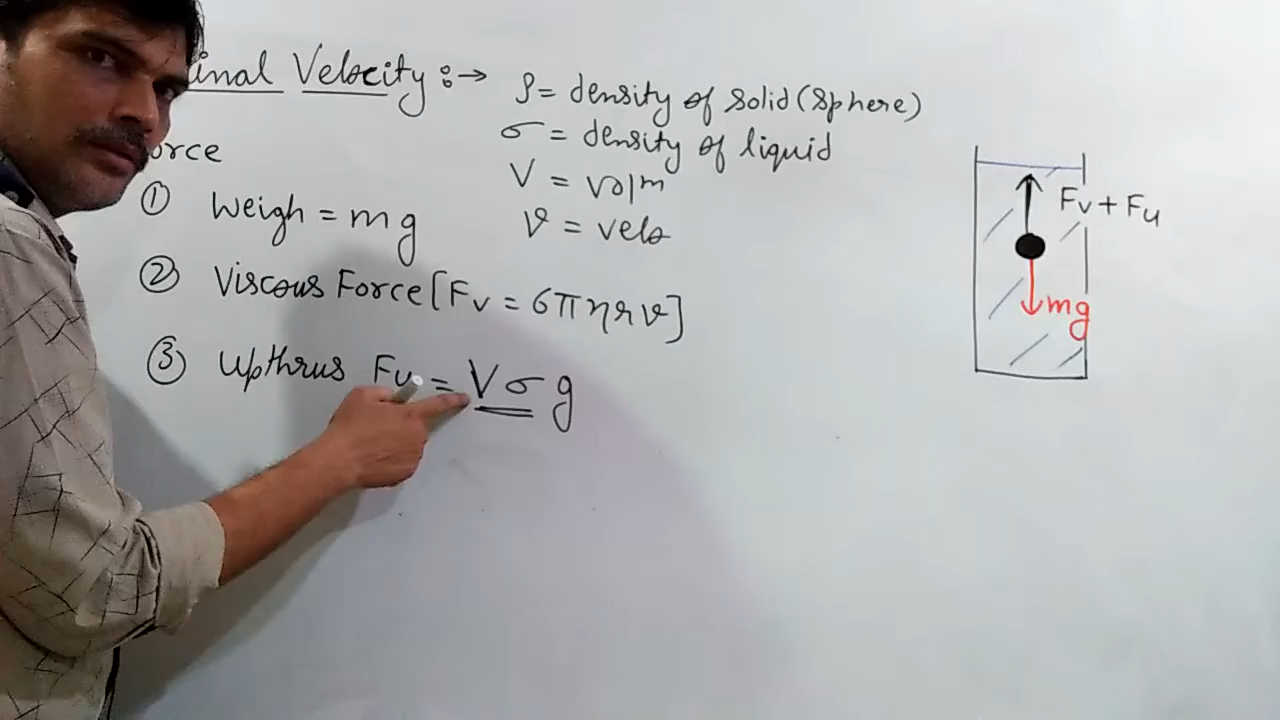 inal Velocity :→
ρ = density of solid (sphere)
σ = density of liquid
V = volm
v = velo
orce
① Weigh = mg
② Viscous Force [Fv = 6πηrv]
③ Upthrus Fu = Vσg
Fv + Fu
mg